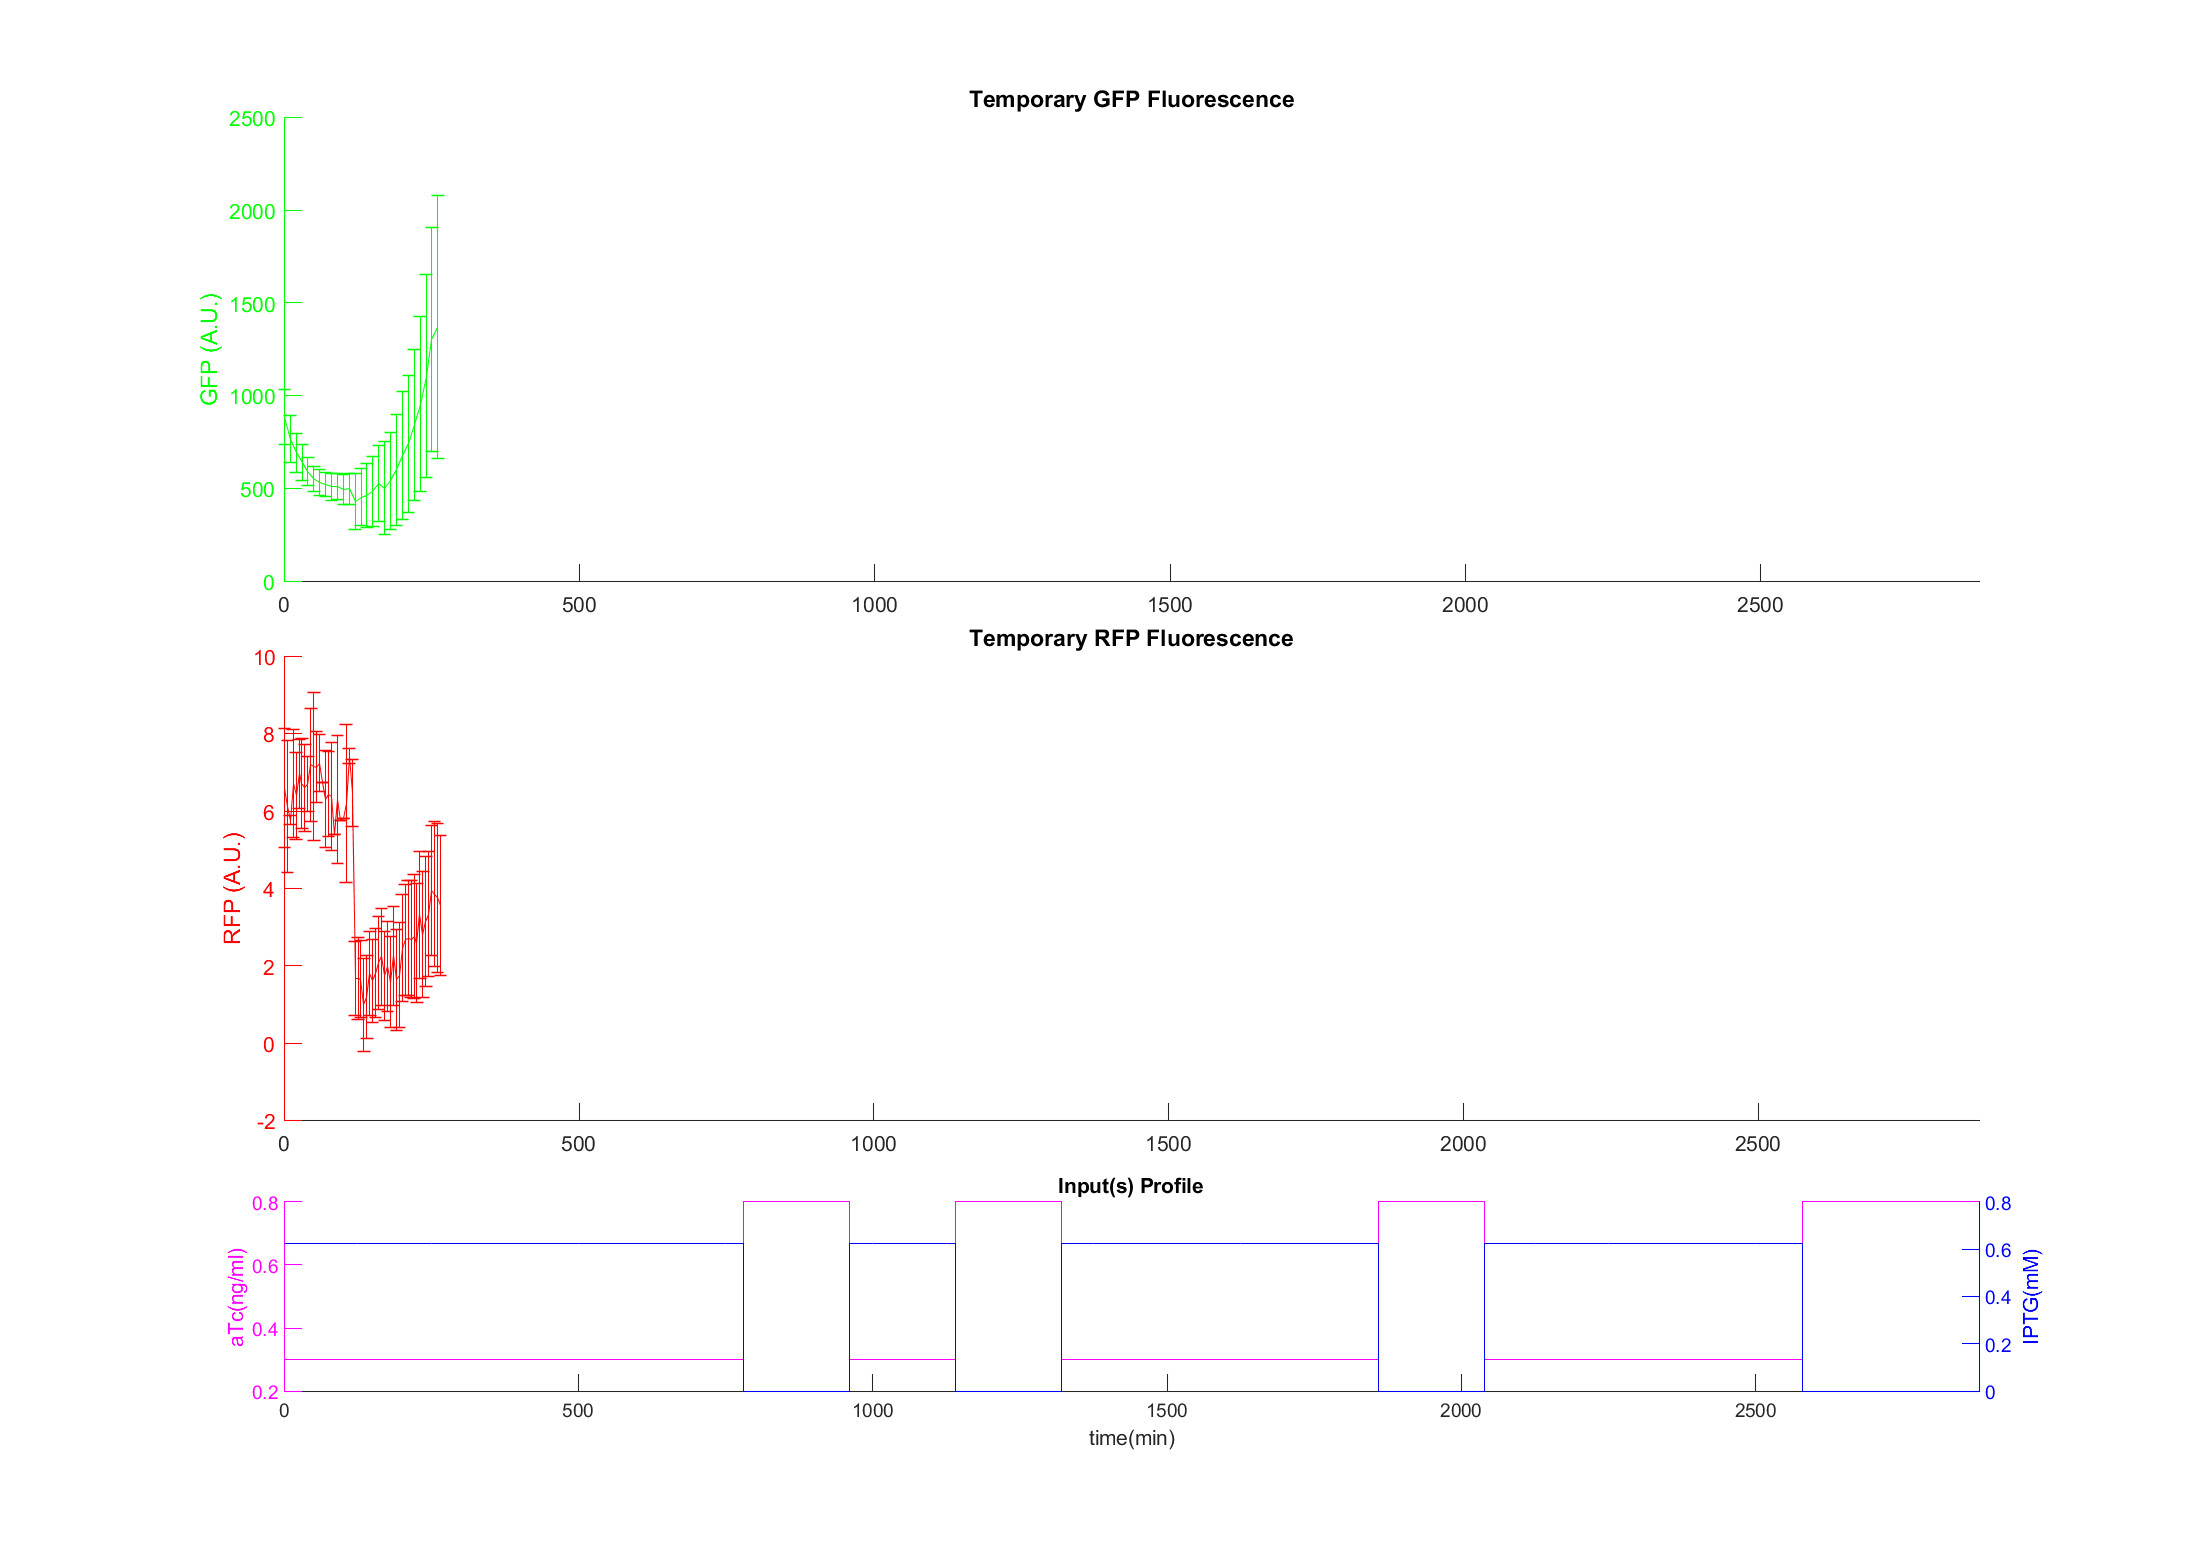 Temporary GFP Fluorescence
2500
2000
1500
1000
500
0
GFP (A.U.)
0 500 1000 1500 2000 2500
Temporary RFP Fluorescence
10
8
6
4
2
0
-2
RFP (A.U.)
0 500 1000 1500 2000 2500
Input(s) Profile
0.8
0.6
0.4
0.2
aTc(ng/ml)
0.8
0.6
0.4
0.2
0
IPTG(mM)
0 500 1000 1500 2000 2500
time(min)